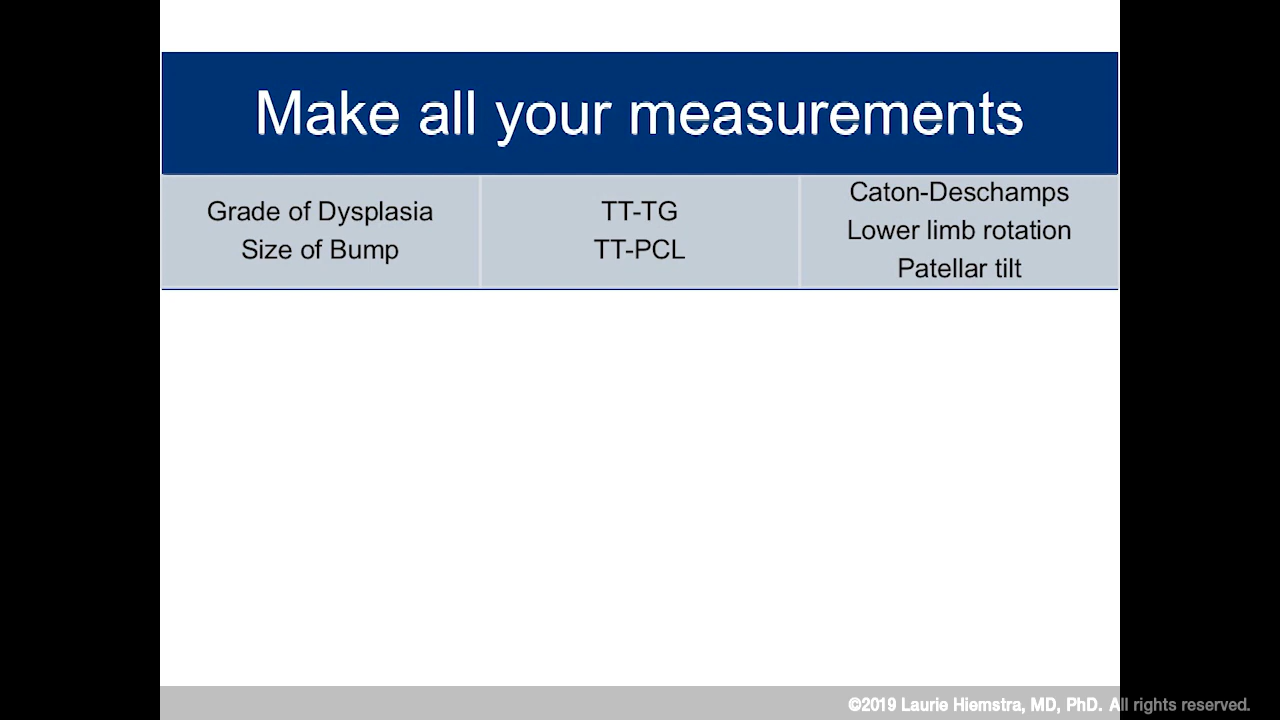 Make all your measurements
Grade of Dysplasia
Size of Bump
TT-TG
TT-PCL
Caton-Deschamps
Lower limb rotation
Patellar tilt
©2019 Laurie Hiemstra, MD, PhD. All rights reserved.